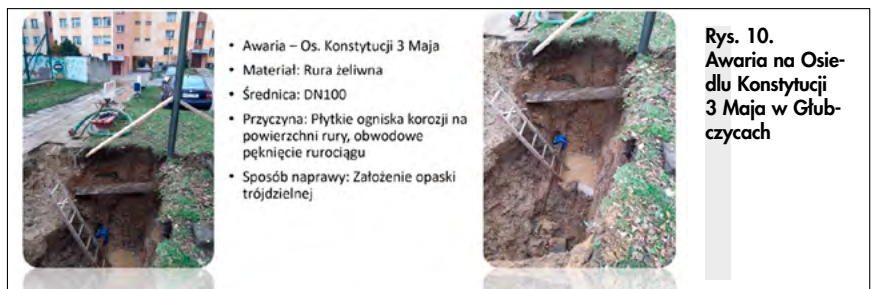 • Awaria – Os. Konstytucji 3 Maja
• Materiał: Rura żeliwna
• Średnica: DN100
• Przyczyna: Płytkie ogniska korozji na
powierzchni rury, obwodowe
pęknięcie rurociągu
• Sposób naprawy: Założenie opaski
trójdzielnej
Rys. 10.
Awaria na Osie-
dlu Konstytucji
3 Maja w Głub-
czycach